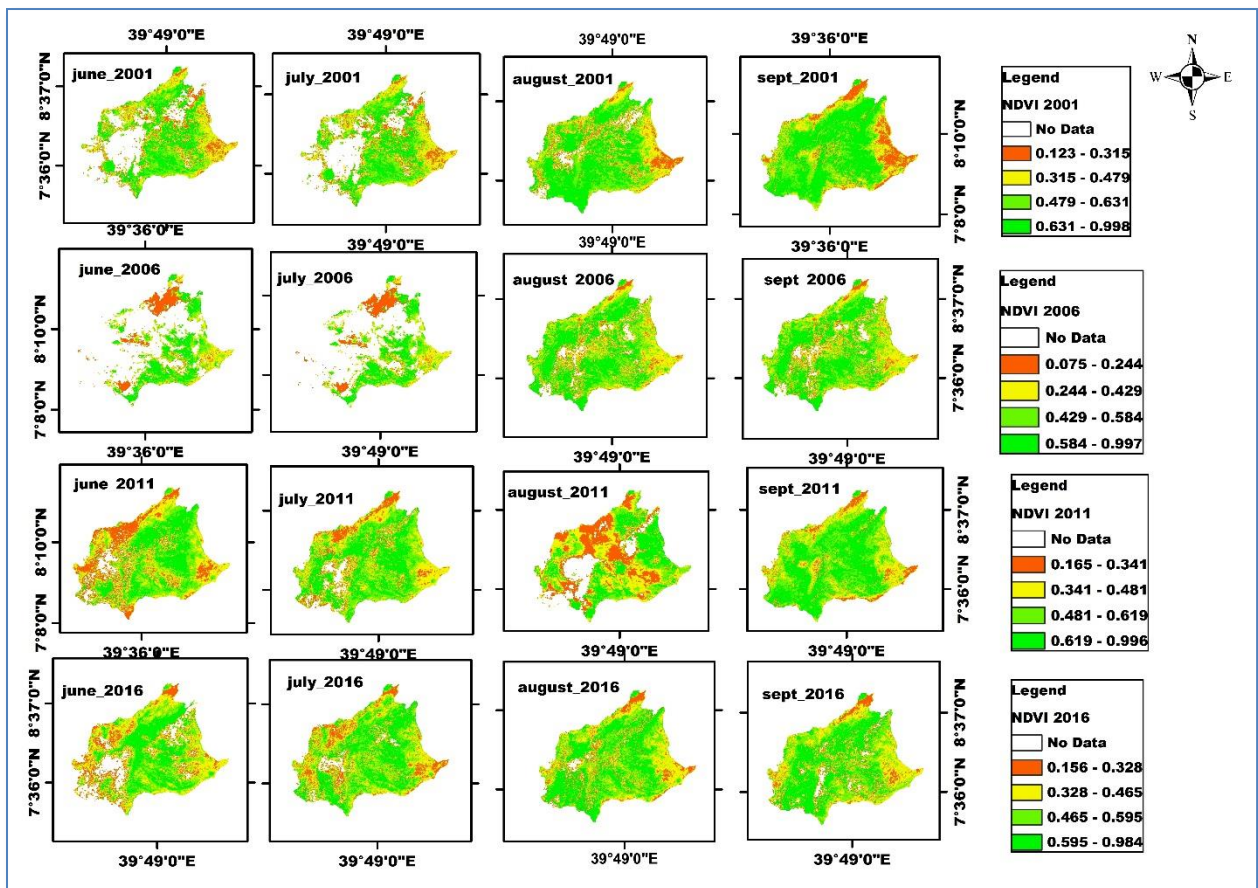 39°49'0"E
39°49'0"E
39°49'0"E
39°36'0"E
june_2001
july_2001
august_2001
sept_2001
8°37'0"N
7°36'0"N
8°10'0"N
7°8'0"N
Legend
NDVI 2001
No Data
0.123 - 0.315
0.315 - 0.479
0.479 - 0.631
0.631 - 0.998
N
W
E
S
39°36'0"E
39°49'0"E
39°49'0"E
39°36'0"E
june_2006
july_2006
august_2006
sept_2006
8°10'0"N
7°8'0"N
8°37'0"N
7°36'0"N
Legend
NDVI 2006
No Data
0.075 - 0.244
0.244 - 0.429
0.429 - 0.584
0.584 - 0.997
39°36'0"E
39°49'0"E
39°49'0"E
39°49'0"E
june_2011
july_2011
august_2011
sept_2011
8°10'0"N
7°8'0"N
8°37'0"N
7°36'0"N
Legend
NDVI 2011
No Data
0.165 - 0.341
0.341 - 0.481
0.481 - 0.619
0.619 - 0.996
39°36'0"E
39°49'0"E
39°49'0"E
39°49'0"E
june_2016
july_2016
august_2016
sept_2016
8°37'0"N
7°36'0"N
8°37'0"N
7°36'0"N
Legend
NDVI 2016
No Data
0.156 - 0.328
0.328 - 0.465
0.465 - 0.595
0.595 - 0.984
39°49'0"E
39°49'0"E
39°49'0"E
39°49'0"E